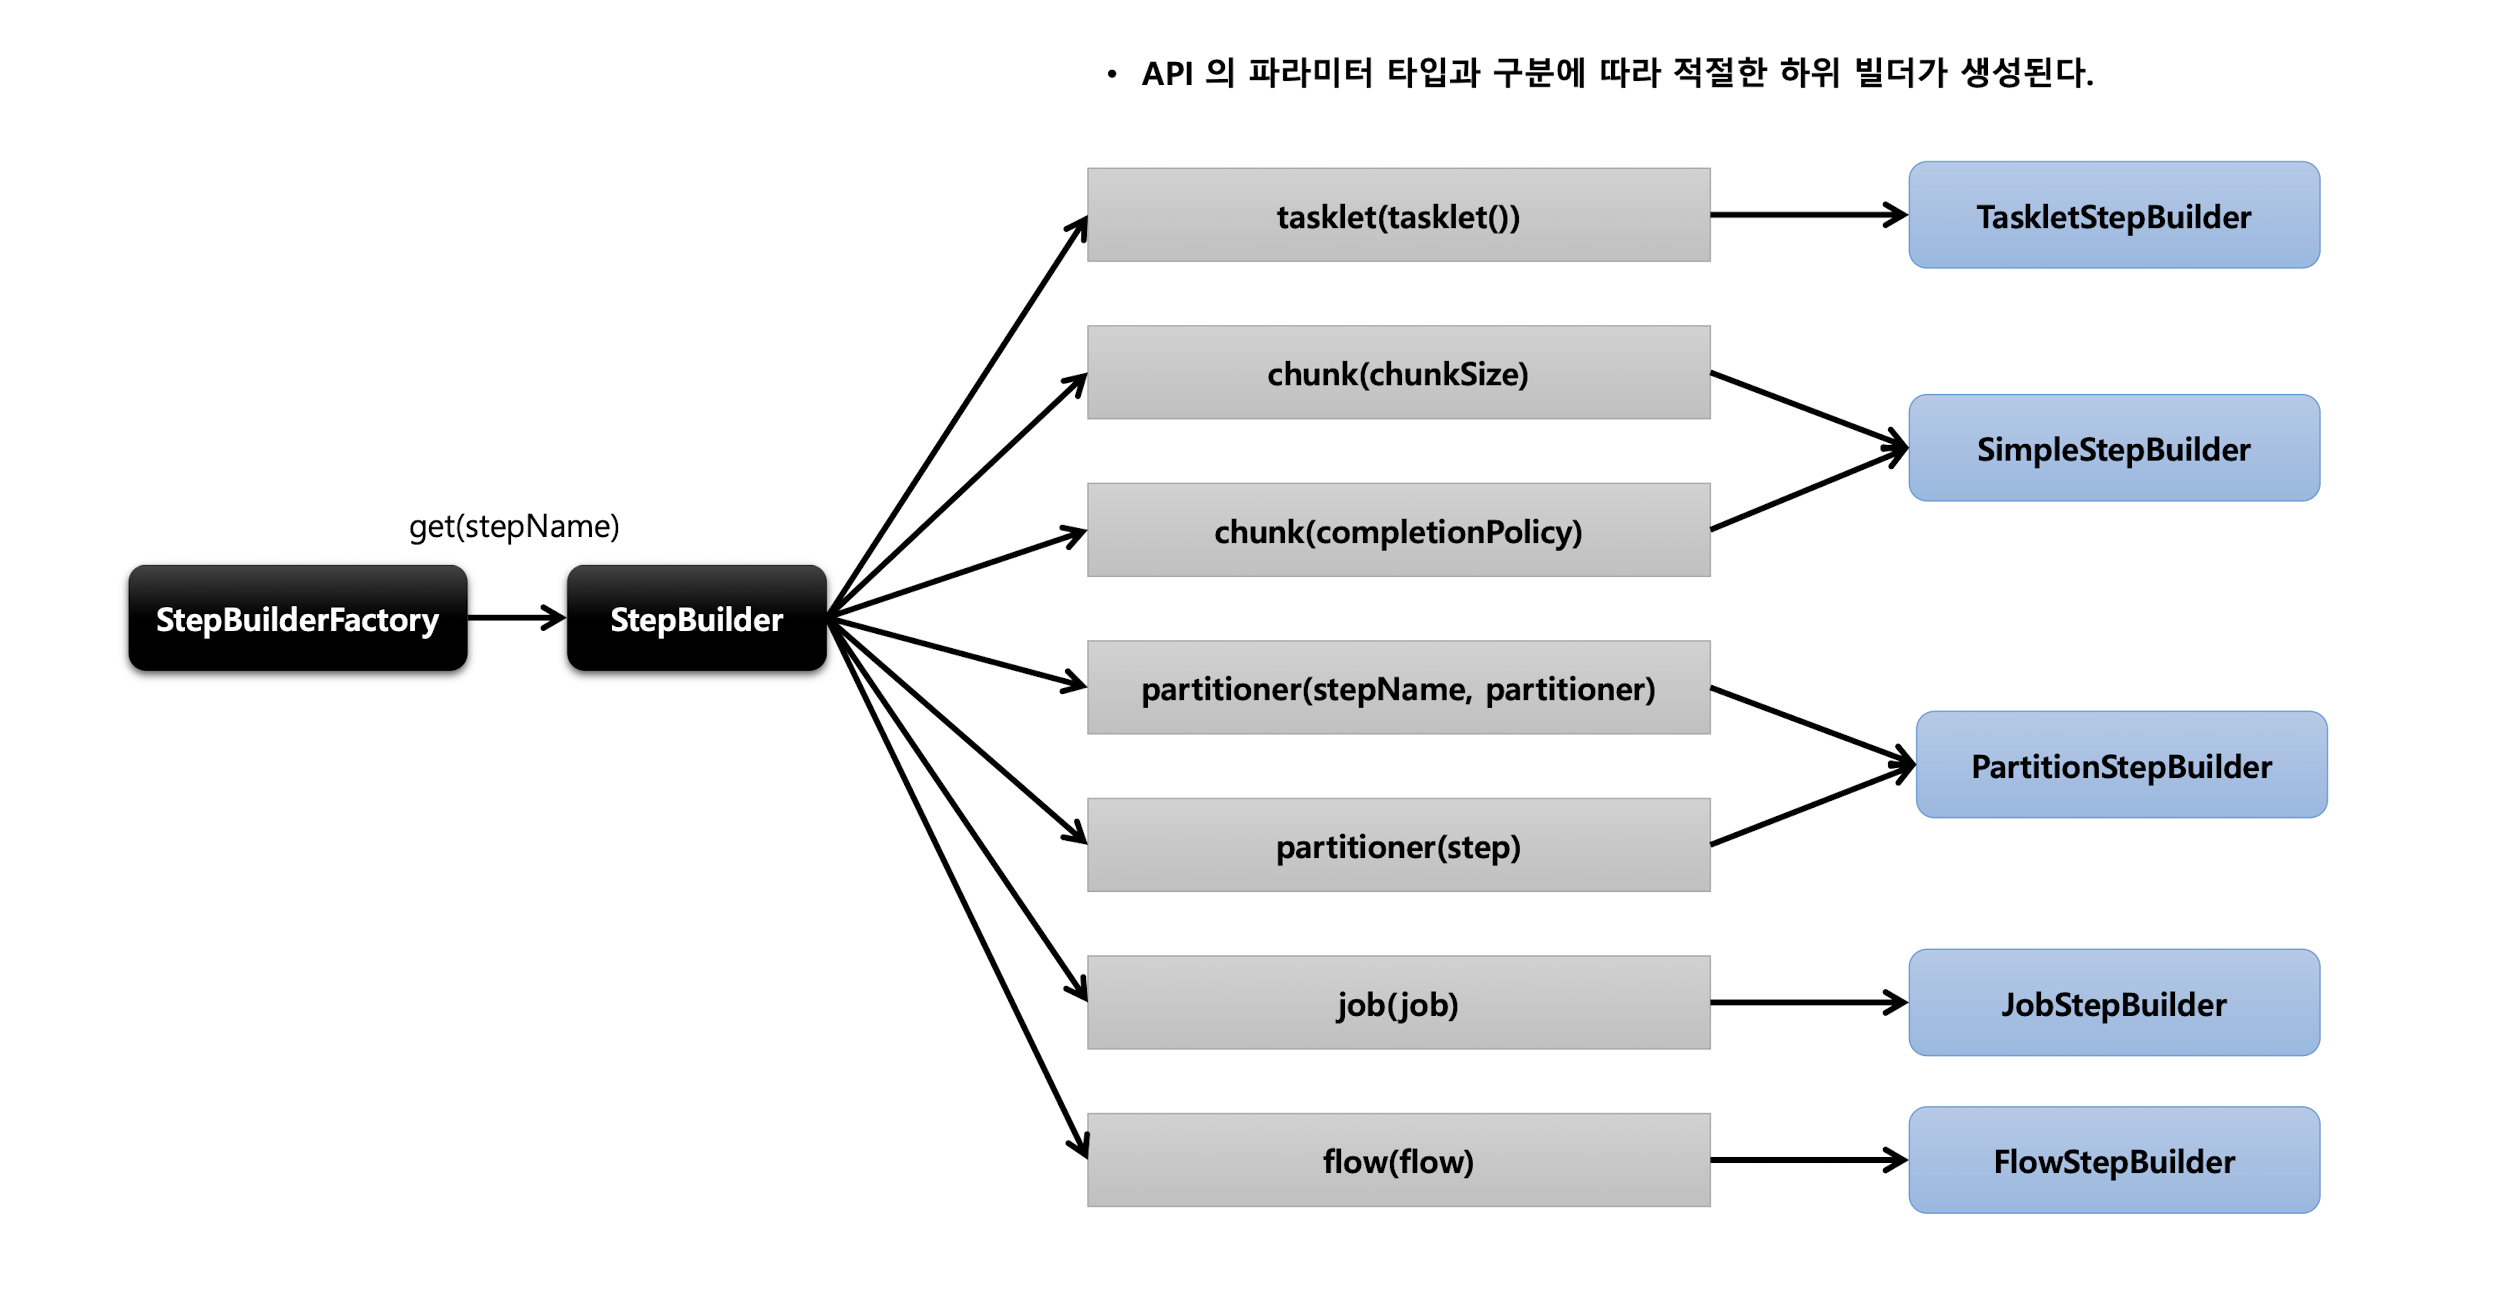 • API 의 파라미터 타입과 구분에 따라 적절한 하위 빌더가 생성된다.
tasklet(tasklet())
TaskletStepBuilder
chunk(chunkSize)
SimpleStepBuilder
chunk(completionPolicy)
get(stepName)
StepBuilderFactory
StepBuilder
partitioner(stepName, partitioner)
PartitionStepBuilder
partitioner(step)
job(job)
JobStepBuilder
flow(flow)
FlowStepBuilder